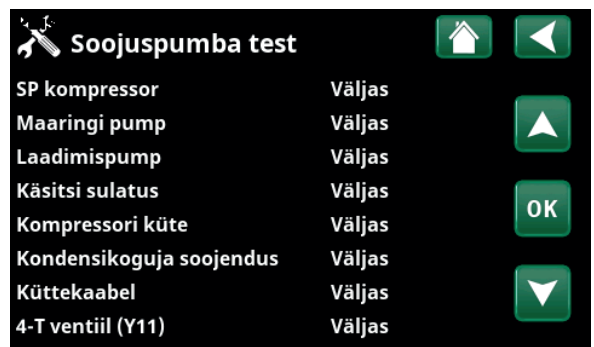 Soojuspumba test
SP kompressor Väljas
Maaringi pump Väljas
Laadimispump Väljas
Käsitsi sulatus Väljas
OK
Kompressori küte Väljas
Kondensikoguja soojendus Väljas
Küttekaabel Väljas
4-T ventiil (Y11) Väljas